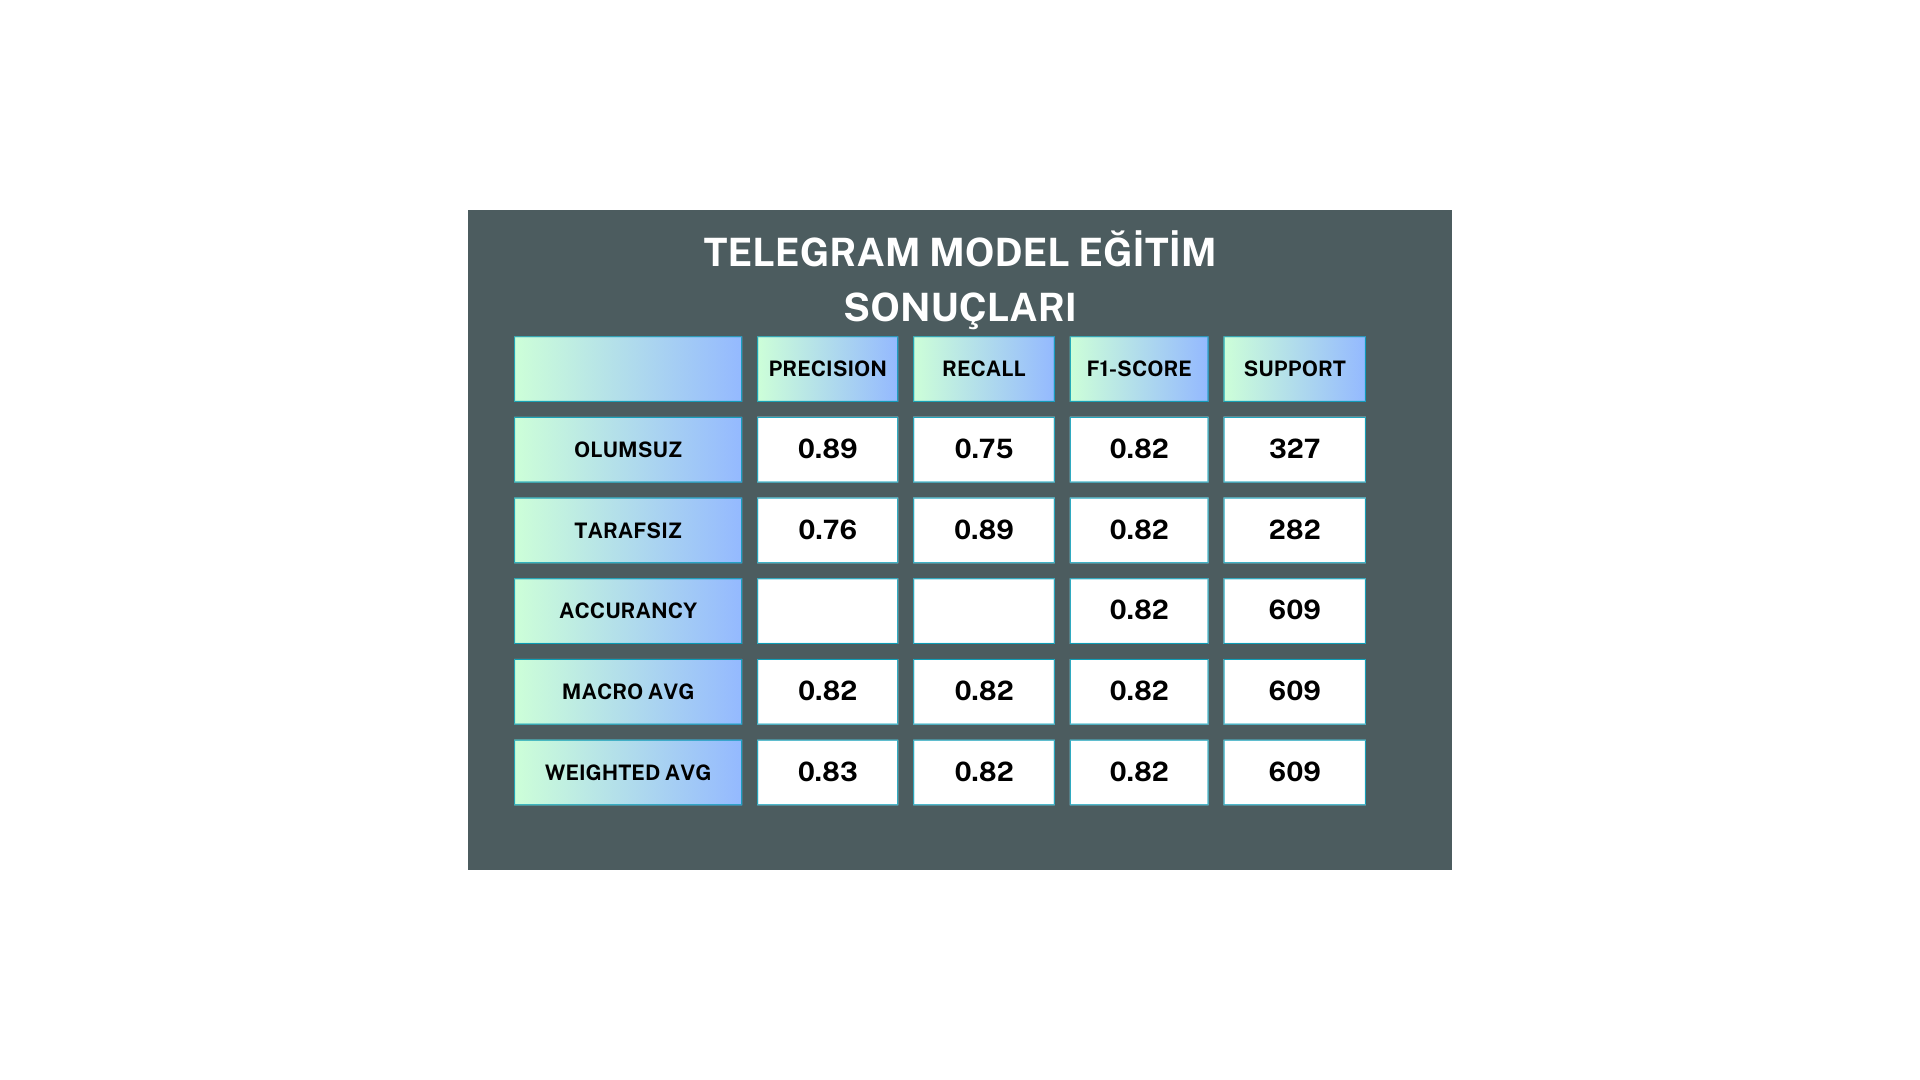 TELEGRAM MODEL EĞİTİM
SONUÇLARI
PRECISION RECALL F1-SCORE SUPPORT
OLUMSUZ 0.89 0.75 0.82 327
TARAFSIZ 0.76 0.89 0.82 282
ACCURANCY 0.82 609
MACRO AVG 0.82 0.82 0.82 609
WEIGHTED AVG 0.83 0.82 0.82 609